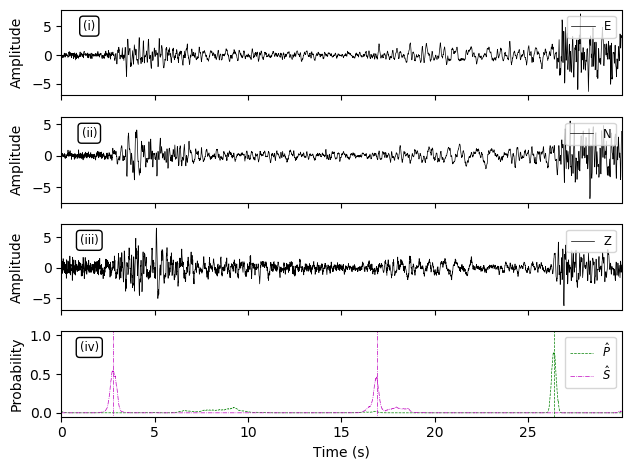 Amplitude
5
0
−5
(i)
E
Amplitude
5
0
−5
(ii)
N
Amplitude
5
0
−5
(iii)
Z
Probability
1.0
0.5
0.0
(iv)
P̂
Ŝ
0 5 10 15 20 25
Time (s)